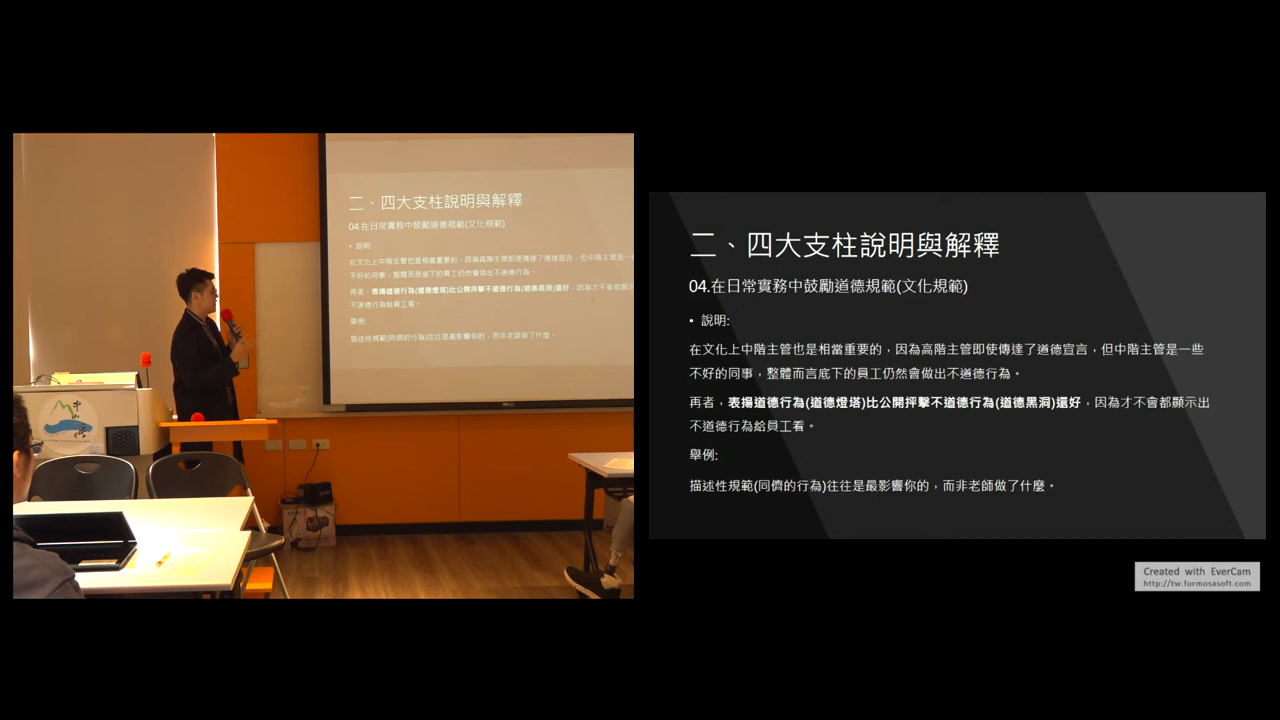 二、四大支柱說明與解釋
04.在日常實務中鼓勵道德規範(文化規範)
• 說明:
在文化上中階主管也是相當重要的，因為高階主管即使傳達了道德宣言，但中階主管是一
不好的同事，整體而言底下的員工仍然會做出不道德行為。
再者，表揚道德行為(道德燈塔)比公開抨擊不道德行為(道德黑洞)還好，因為才不會都顯示
不道德行為給員工看。
舉例:
描述性規範(同儕的行為)往往是最影響你的，而非老師做了什麼。
中山
二、四大支柱說明與解釋
04.在日常實務中鼓勵道德規範(文化規範)
• 說明:
在文化上中階主管也是相當重要的，因為高階主管即使傳達了道德宣言，但中階主管是一些
不好的同事，整體而言底下的員工仍然會做出不道德行為。
再者，表揚道德行為(道德燈塔)比公開抨擊不道德行為(道德黑洞)還好，因為才不會都顯示出
不道德行為給員工看。
舉例:
描述性規範(同儕的行為)往往是最影響你的，而非老師做了什麼。
Created with EverCam
http://tw.formosasoft.com